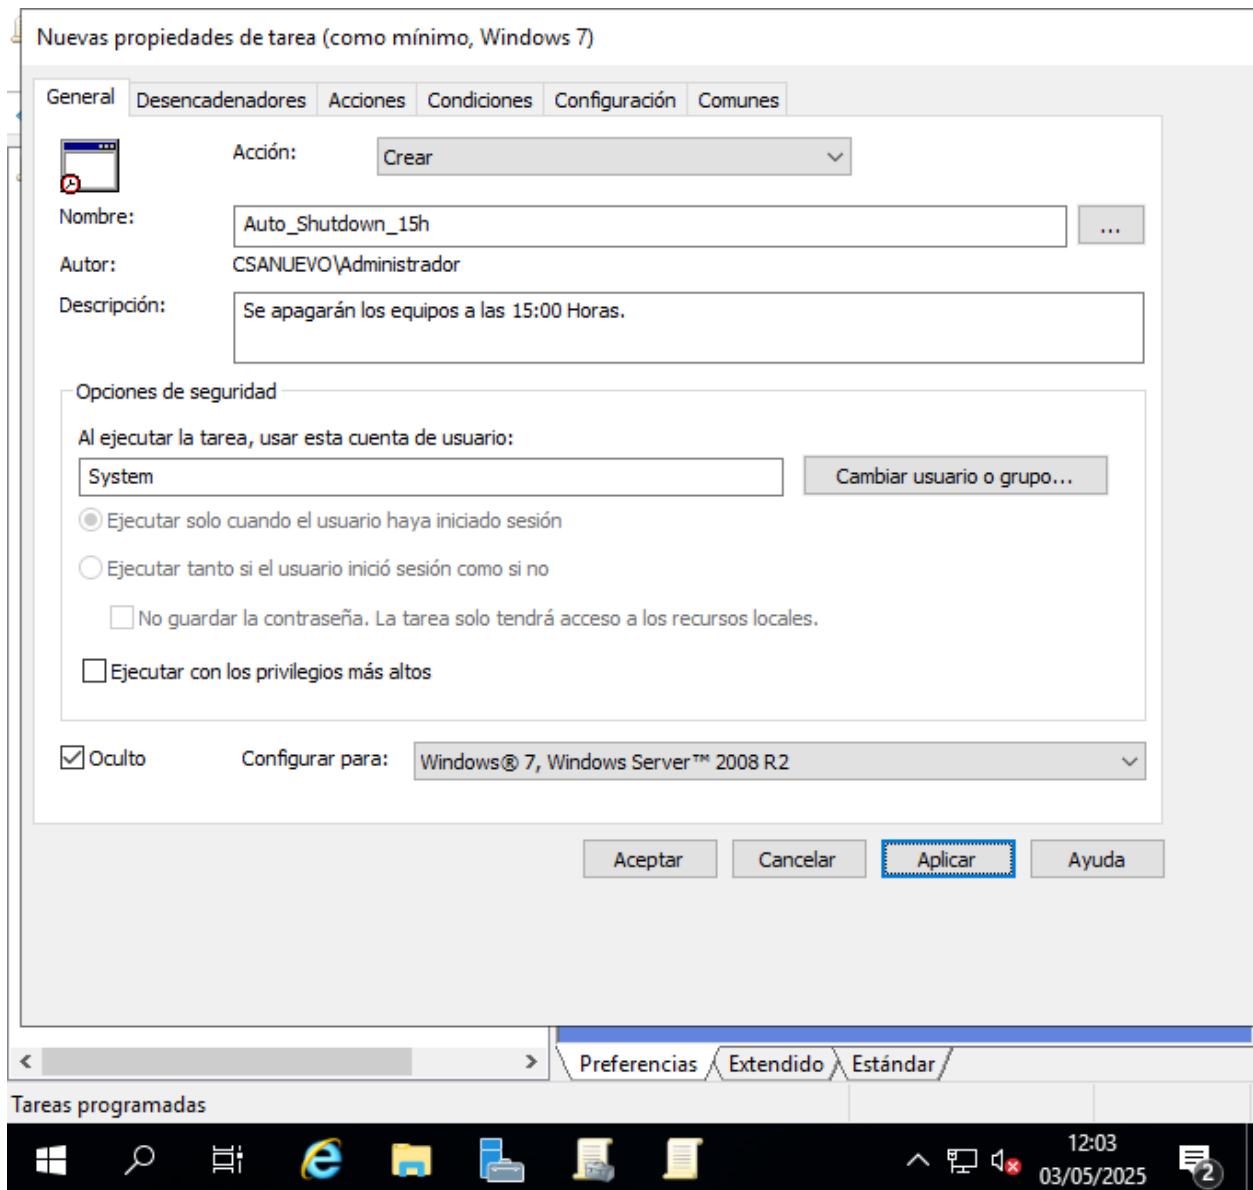 Nuevas propiedades de tarea (como mínimo, Windows 7)
General Desencadenadores Acciones Condiciones Configuración Comunes
Acción: Crear
Nombre: Auto_Shutdown_15h ...
Autor: CSANUEVO\Administrador
Descripción: Se apagarán los equipos a las 15:00 Horas.
Opciones de seguridad
Al ejecutar la tarea, usar esta cuenta de usuario:
System Cambiar usuario o grupo...
Ejecutar solo cuando el usuario haya iniciado sesión
Ejecutar tanto si el usuario inició sesión como si no
No guardar la contraseña. La tarea solo tendrá acceso a los recursos locales.
Ejecutar con los privilegios más altos
Oculto Configurar para: Windows® 7, Windows Server™ 2008 R2
Aceptar Cancelar Aplicar Ayuda
Preferencias Extendido Estándar
Tareas programadas
12:03
03/05/2025
2